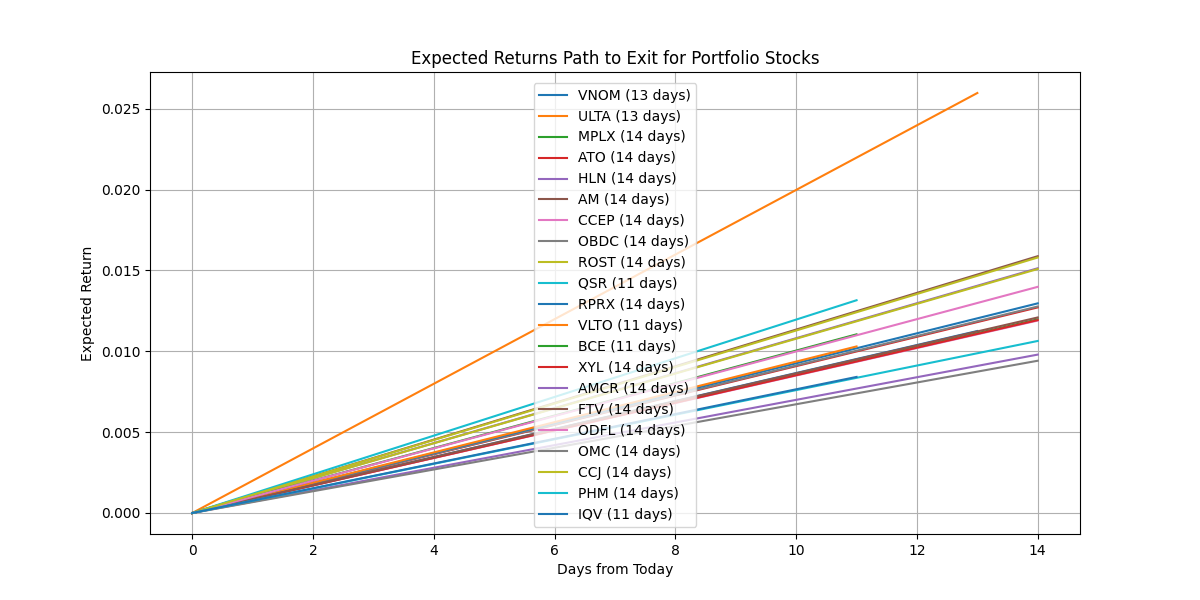 Expected Returns Path to Exit for Portfolio Stocks
Expected Return
0.025
0.020
0.015
0.010
0.005
0.000
VNOM (13 days)
ULTA (13 days)
MPLX (14 days)
ATO (14 days)
HLN (14 days)
AM (14 days)
CCEP (14 days)
OBDC (14 days)
ROST (14 days)
QSR (11 days)
RPRX (14 days)
VLTO (11 days)
BCE (11 days)
XYL (14 days)
AMCR (14 days)
FTV (14 days)
ODFL (14 days)
OMC (14 days)
CCJ (14 days)
PHM (14 days)
IQV (11 days)
0 2 4 6 8 10 12 14
Days from Today